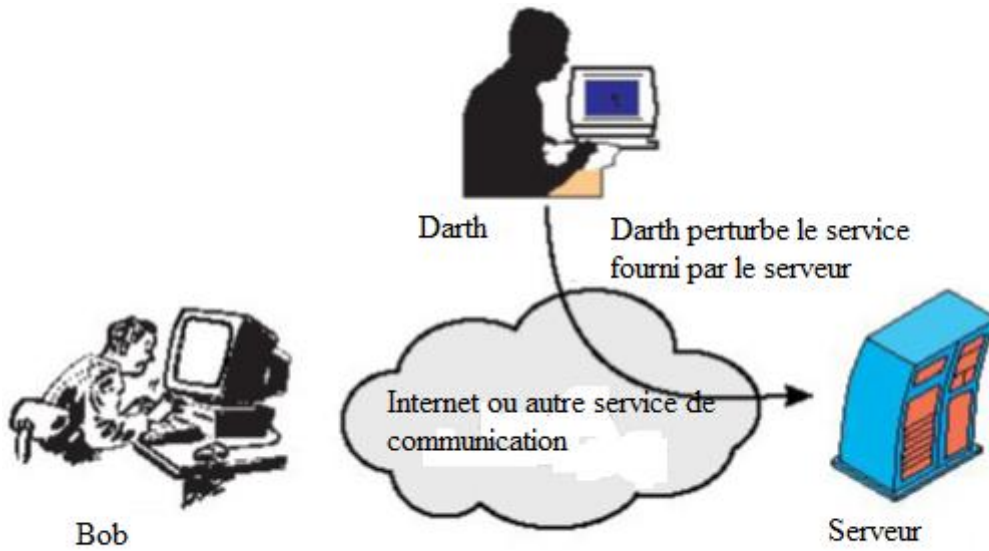 Darth
Darth perturbe le service
fourni par le serveur
Internet ou autre service de
communication
Bob
Serveur